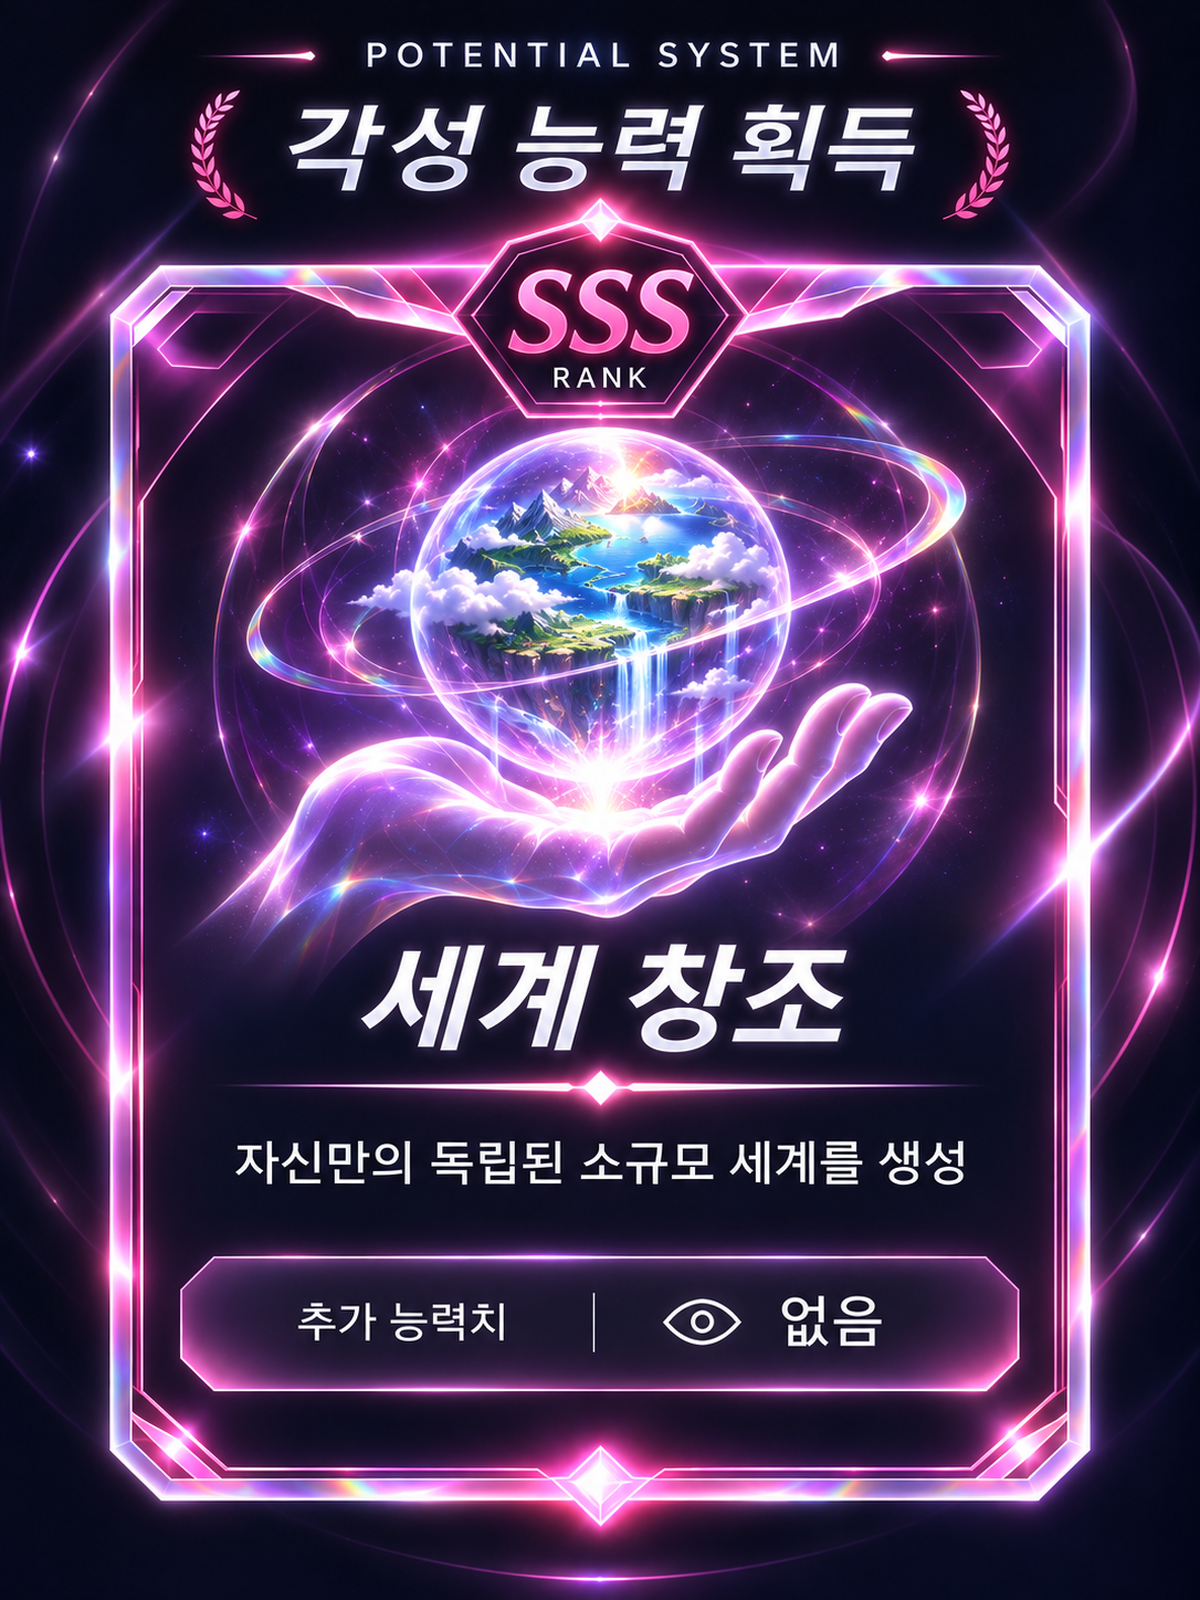 POTENTIAL SYSTEM
각성 능력 획득
SSS
RANK
세계 창조
자신만의 독립된 소규모 세계를 생성
추가 능력치 없음